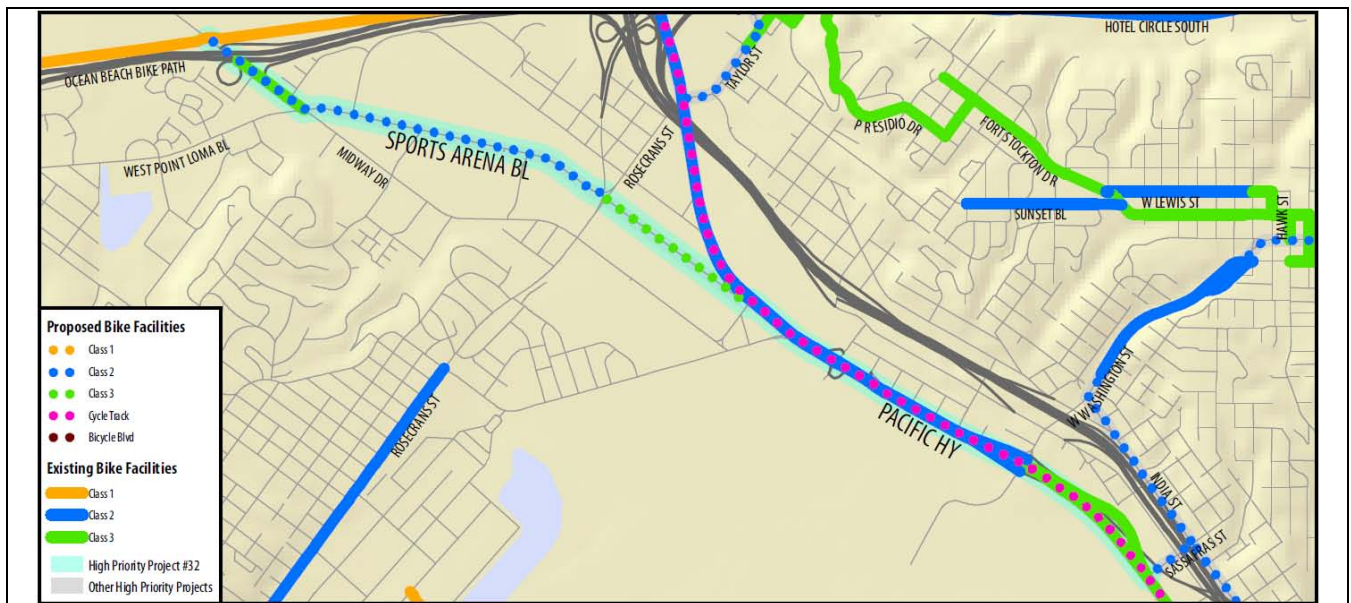 HOTEL CIRCLE SOUTH
OCEAN BEACH BIKE PATH
TAYLOR ST
PRESIDIO DR
FORT STOCKTON DR
WEST POINT LOMA BL
SPORTS ARENA BL
MIDWAY DR
ROSECRANS ST
W LEWIS ST
SUNSET BL
HAWK ST
W WASHINGTON ST
PACIFIC HY
ROSECRANS ST
INDIA ST
SASSAFRAS ST
Proposed Bike Facilities
Class 1
Class 2
Class 3
Cycle Track
Bicycle Blvd
Existing Bike Facilities
Class 1
Class 2
Class 3
High Priority Project #32
Other High Priority Projects